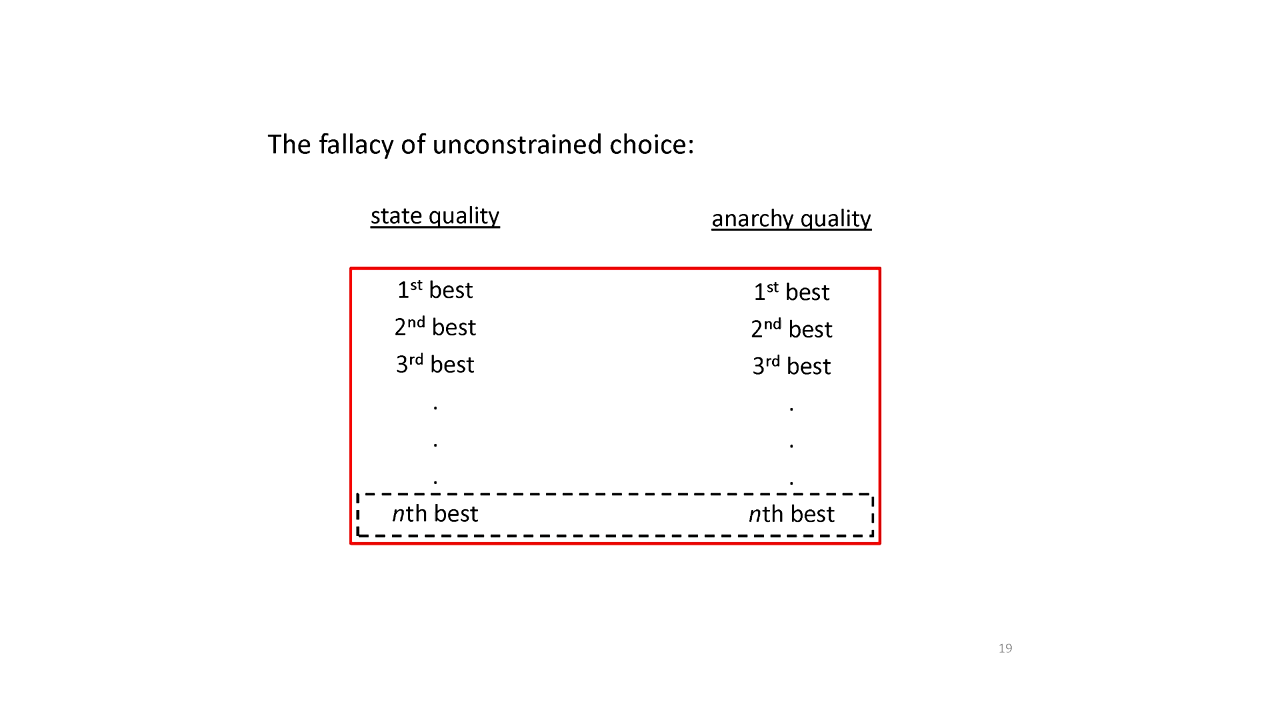 The fallacy of unconstrained choice:
state quality anarchy quality
1st best 1st best
2nd best 2nd best
3rd best 3rd best
. .
. .
. .
nth best nth best
19